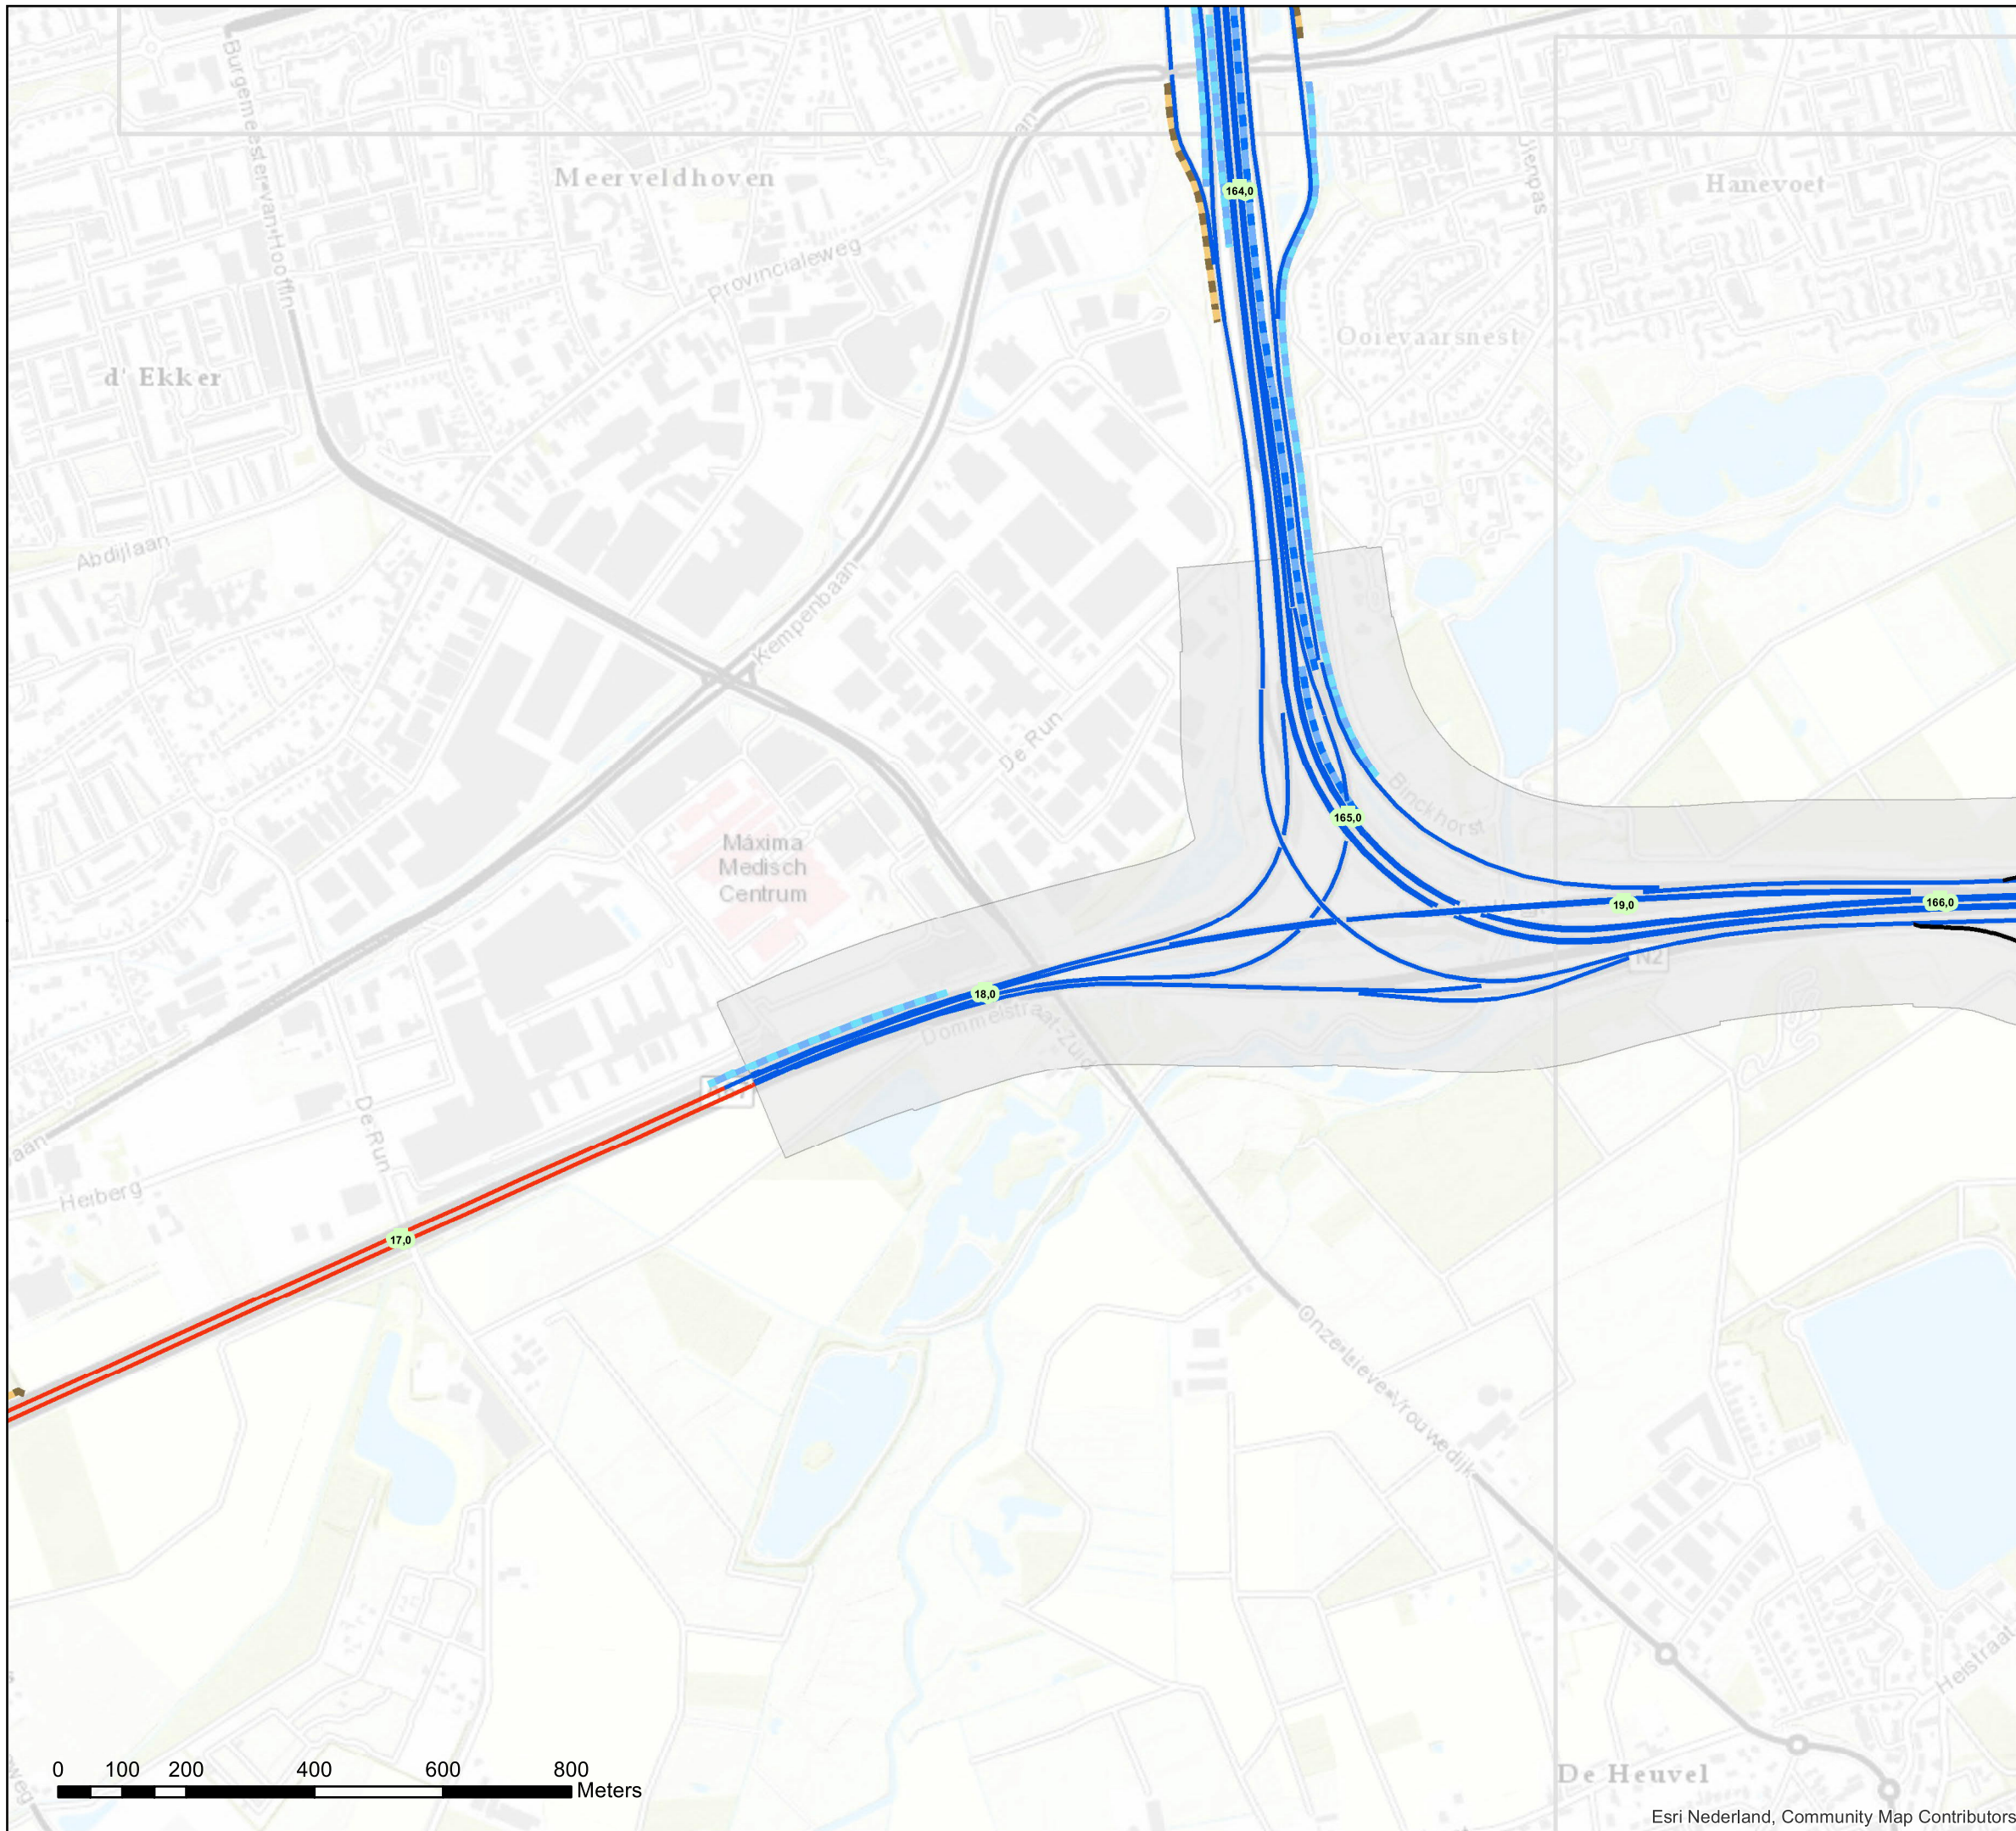 Burgemeester-van-Hooffln
Meerveldhoven
164,0
Hanevoet
Provincialeweg
Ooievaarsnest
d' Ekker
Abdijlaan
Kempenbaan
De Run
Binckhorst
165,0
Máxima
Medisch
Centrum
19,0
166,0
N2
18,0
Dommelstraat-Zuid
De Run
Heiberg
17,0
Onze-Lieve-Vrouwedijk
Heistraat
De Heuvel
0 100 200 400 600 800
Meters
Esri Nederland, Community Map Contributors